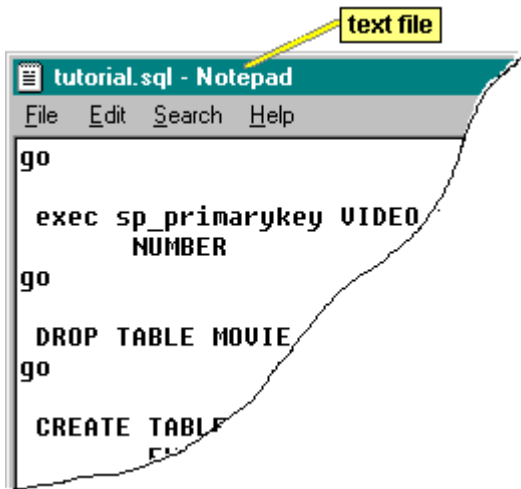 text file
tutorial.sql - Notepad
File Edit Search Help
go
exec sp_primarykey VIDEO,
NUMBER
go
DROP TABLE MOVIE
go
CREATE TABLE